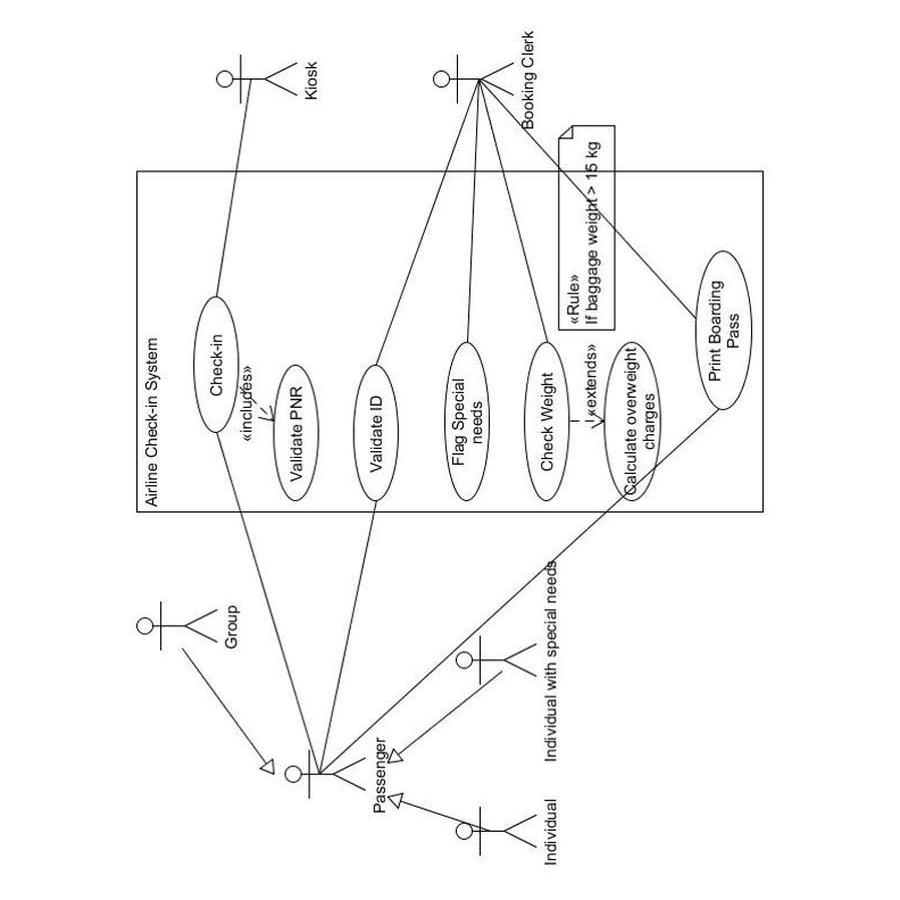 Airline Check-in System
Group
Kiosk
Check-in
«includes»
Validate PNR
Passenger
Validate ID
Flag Special
needs
Booking Clerk
Individual
Individual with special needs
Check Weight
«Rule»
If baggage weight > 15 kg
«extends»
Calculate overweight
charges
Print Boarding
Pass